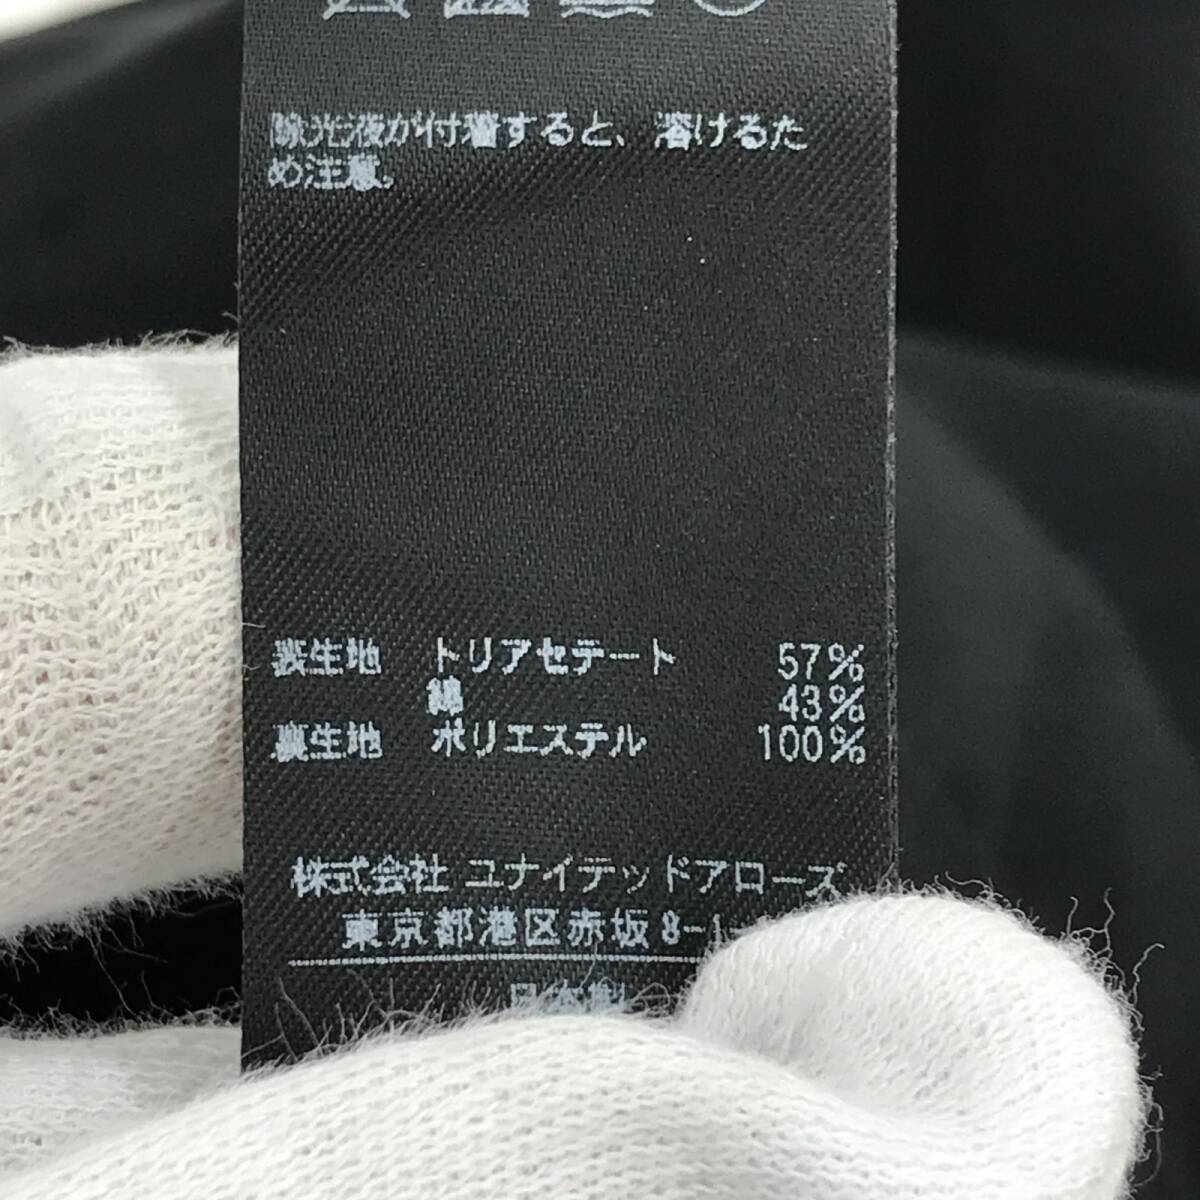 除光液が付着すると、溶けるた
め注意。
表生地 トリアセテート 57%
綿 43%
裏生地 ポリエステル 100%
株式会社 ユナイテッドアローズ
東京都港区赤坂8-1-
日本製